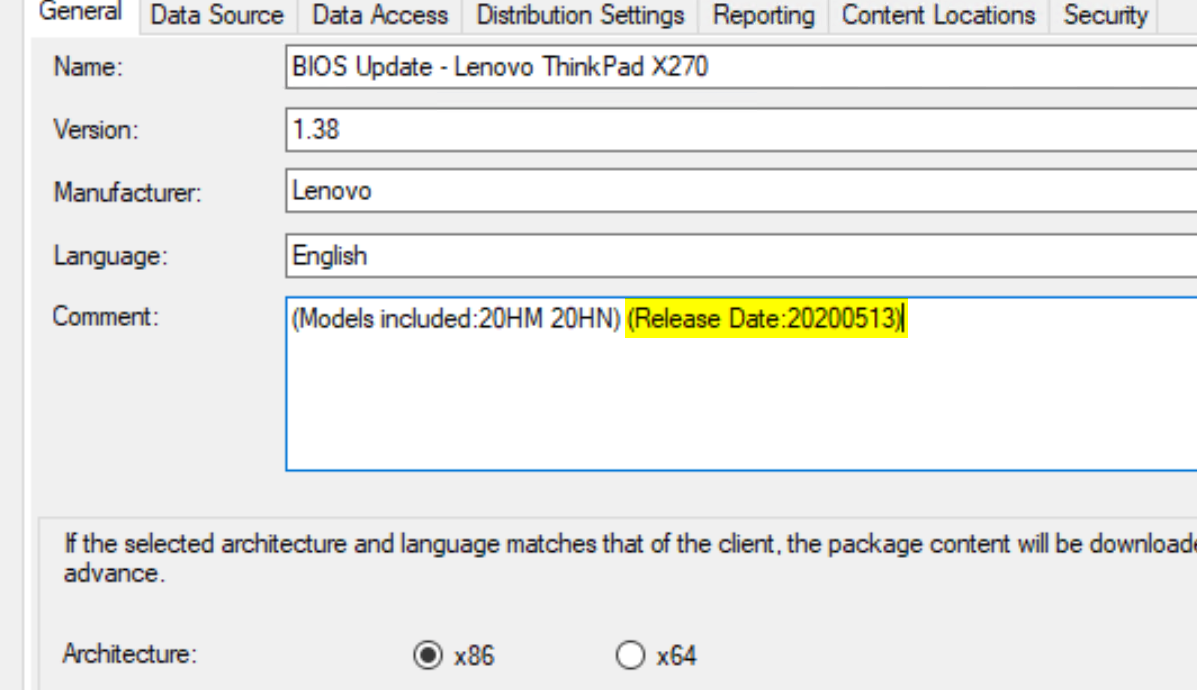 General Data Source Data Access Distribution Settings Reporting Content Locations Security
Name: BIOS Update - Lenovo ThinkPad X270
Version: 1.38
Manufacturer: Lenovo
Language: English
Comment: (Models included:20HM 20HN) (Release Date:20200513)
If the selected architecture and language matches that of the client, the package content will be
advance.
Architecture: x86 x64